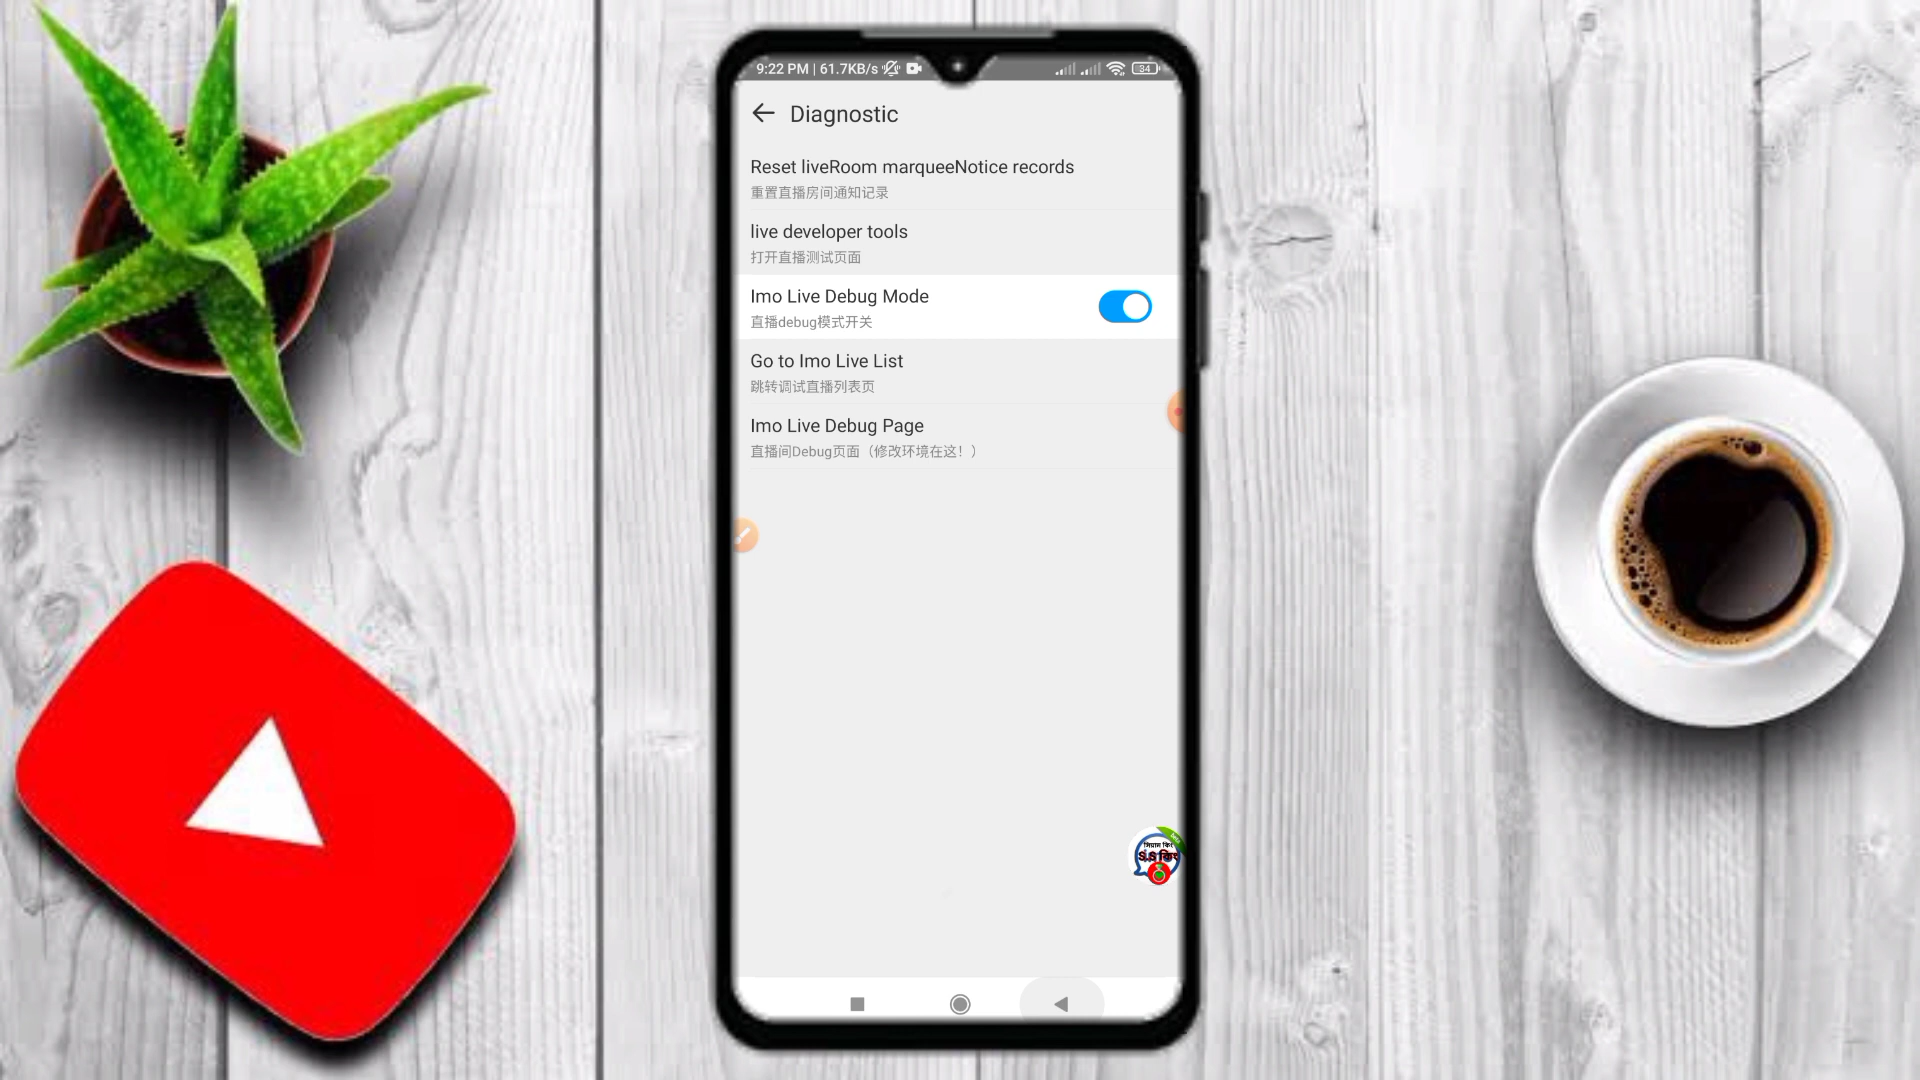 9:22 PM | 61.7KB/s 34
Diagnostic
Reset liveRoom marqueeNotice records
重置直播房间通知记录
live developer tools
打开直播测试页面
Imo Live Debug Mode
直播debug模式开关
Go to Imo Live List
跳转调试直播列表页
Imo Live Debug Page
直播间Debug页面（修改环境在这！）